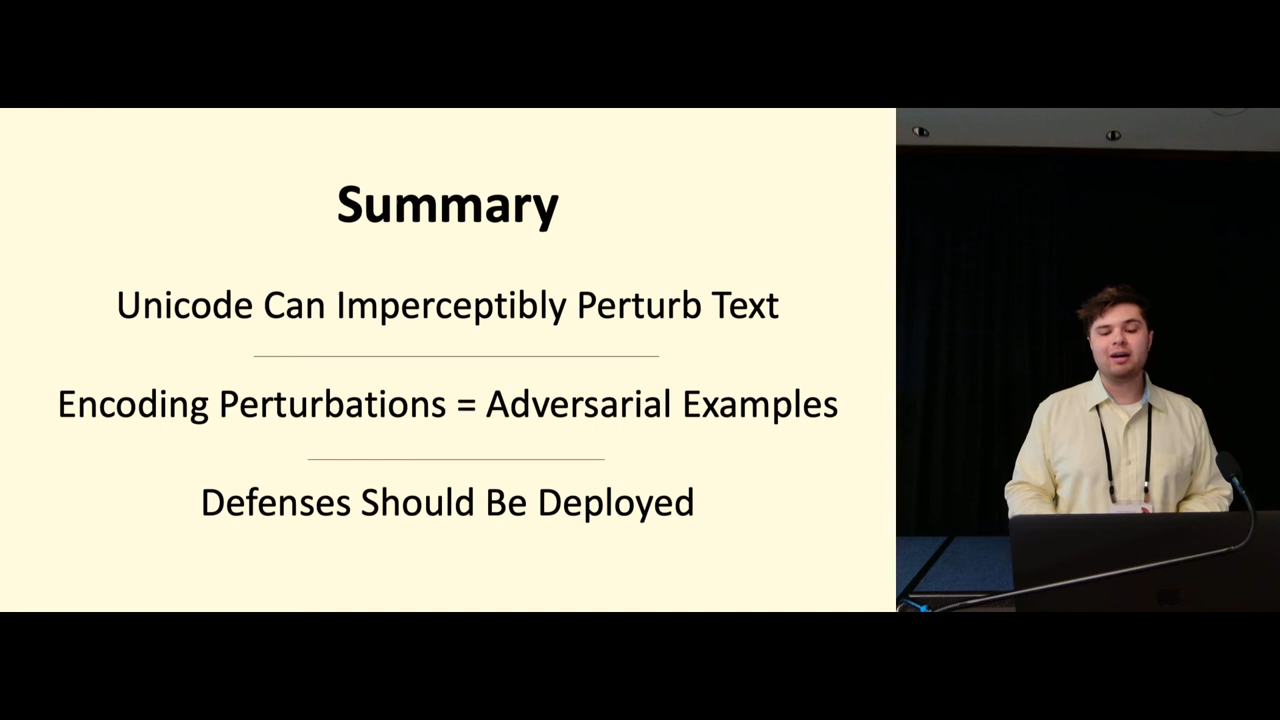 Summary
Unicode Can Imperceptibly Perturb Text
Encoding Perturbations = Adversarial Examples
Defenses Should Be Deployed